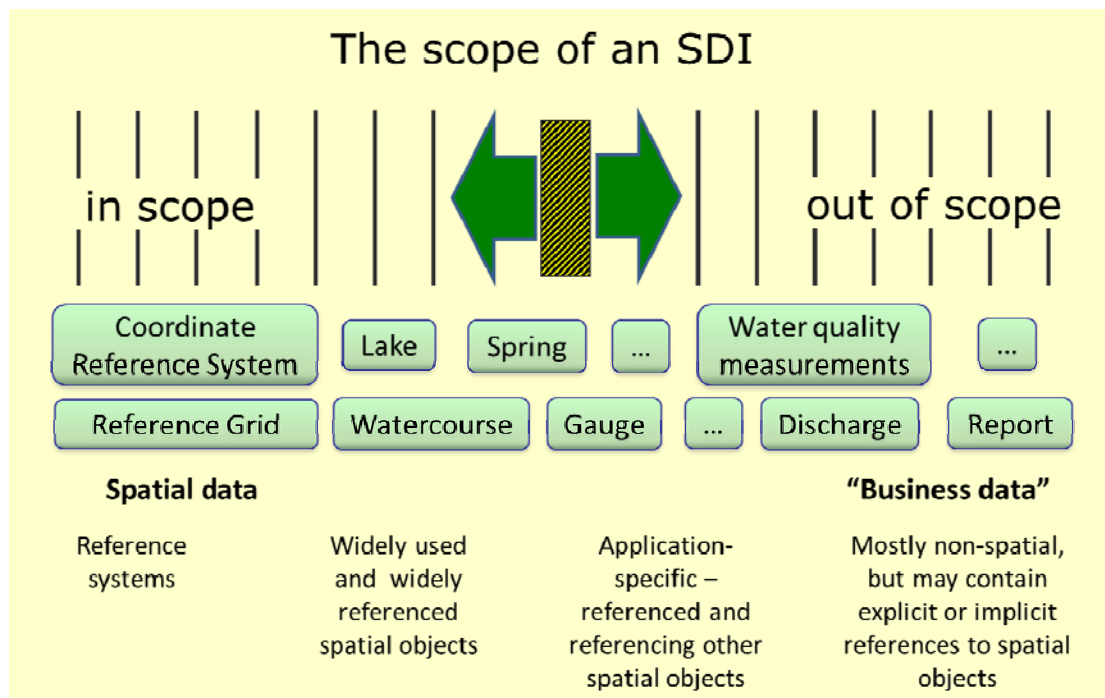 The scope of an SDI
in scope
out of scope
Coordinate
Reference System
Lake
Spring
...
Water quality
measurements
...
Reference Grid
Watercourse
Gauge
...
Discharge
Report
Spatial data
“Business data”
Reference
systems
Widely used
and widely
referenced
spatial objects
Application-
specific –
referenced and
referencing other
spatial objects
Mostly non-spatial,
but may contain
explicit or implicit
references to spatial
objects